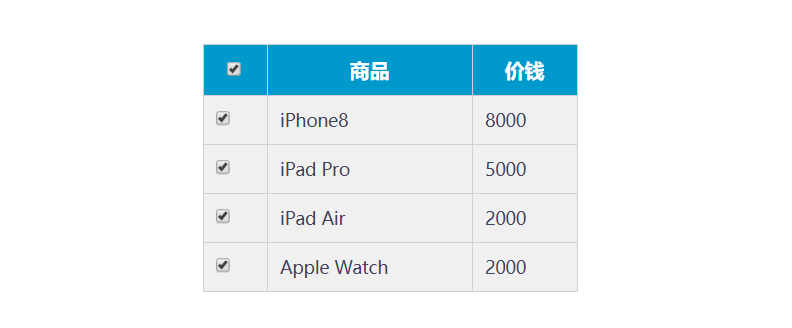 商品 价钱
iPhone8 8000
iPad Pro 5000
iPad Air 2000
Apple Watch 2000